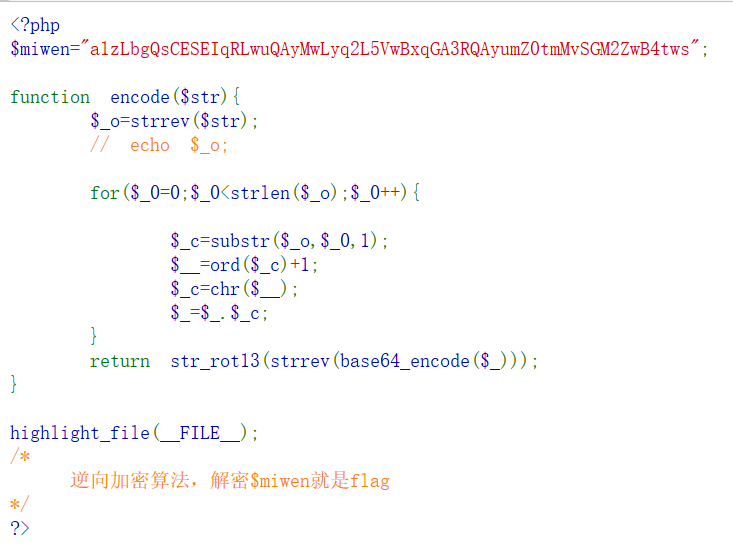 <?php
$miwen="a1zLbgQsCESEIqRLwuQAyMwLyq2L5VwBxqGA3RQAyumZ0tmMvSGM2ZwB4tws";
function encode($str){
$_o=strrev($str);
// echo $_o;
for($_0=0;$_0<strlen($_o);$_0++){
$_c=substr($_o,$_0,1);
$__=ord($_c)+1;
$_c=chr($__);
$_=$_.$_c;
}
return str_rot13(strrev(base64_encode($_)));
}
highlight_file(__FILE__);
/*
逆向加密算法，解密$miwen就是flag
*/
?>